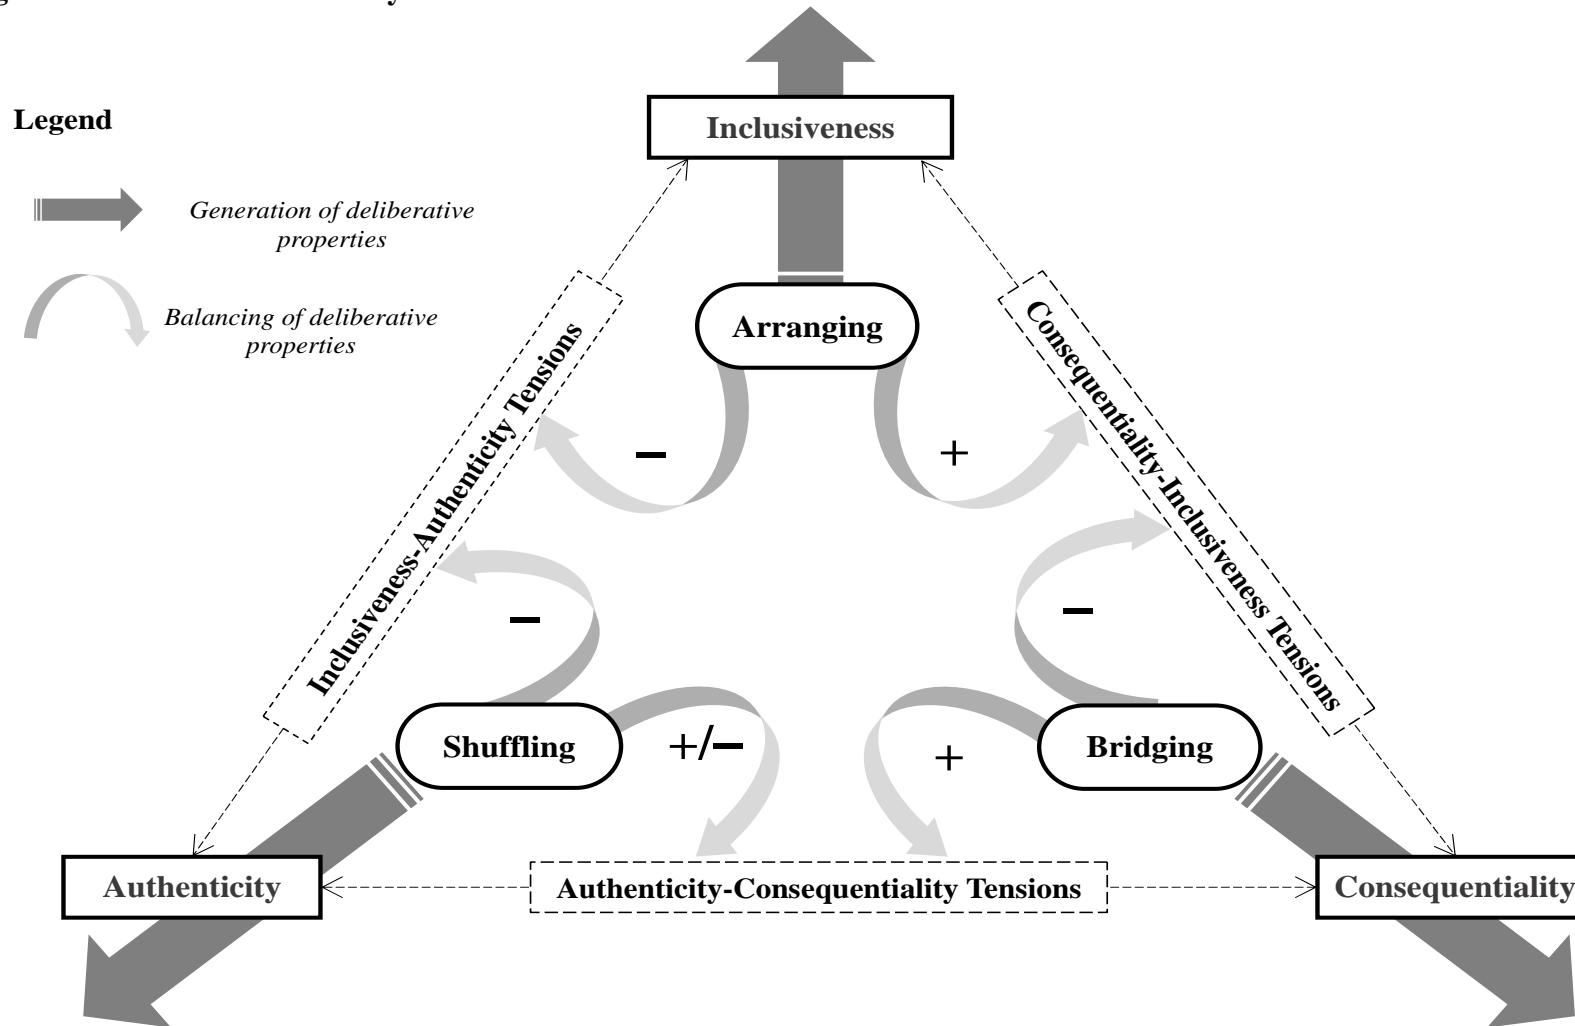 Inclusiveness
Legend
Generation of deliberative
properties
Balancing of deliberative
properties
Arranging
Inclusiveness-Authenticity Tensions
Consequentiality-Inclusiveness Tensions
−
+
−
−
Shuffling
+/−
+
Bridging
Authenticity
Authenticity-Consequentiality Tensions
Consequentiality